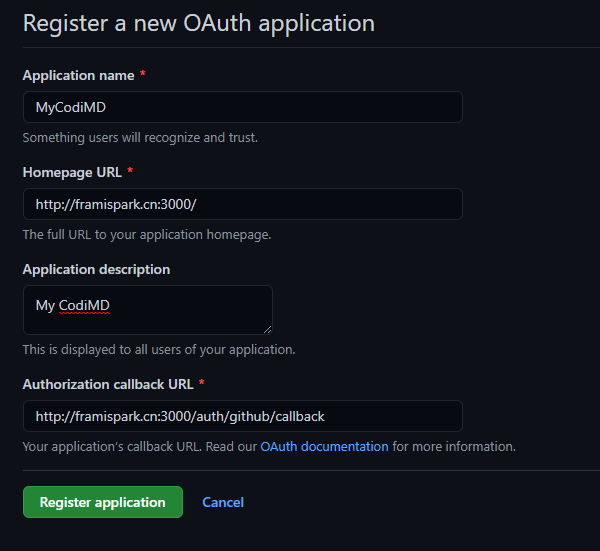 Register a new OAuth application
Application name *
MyCodiMD
Something users will recognize and trust.
Homepage URL *
http://framispark.cn:3000/
The full URL to your application homepage.
Application description
My CodiMD
This is displayed to all users of your application.
Authorization callback URL *
http://framispark.cn:3000/auth/github/callback
Your application's callback URL. Read our OAuth documentation for more information.
Register application Cancel